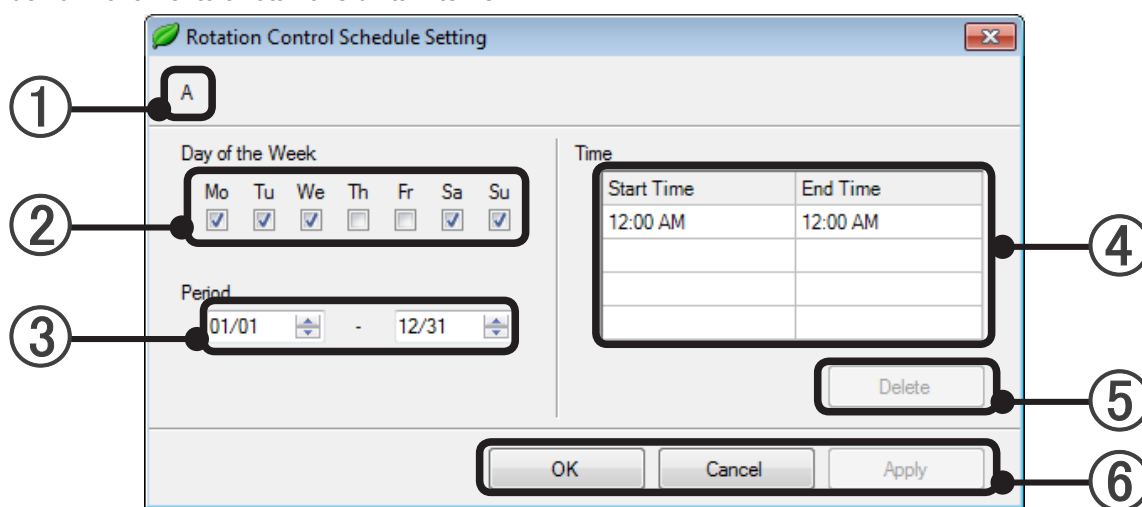 Rotation Control Schedule Setting
① A
Day of the Week
Time
② Mo Tu We Th Fr Sa Su
Start Time End Time
12:00 AM 12:00 AM
④
Period
③ 01/01 - 12/31
Delete ⑤
OK Cancel Apply ⑥